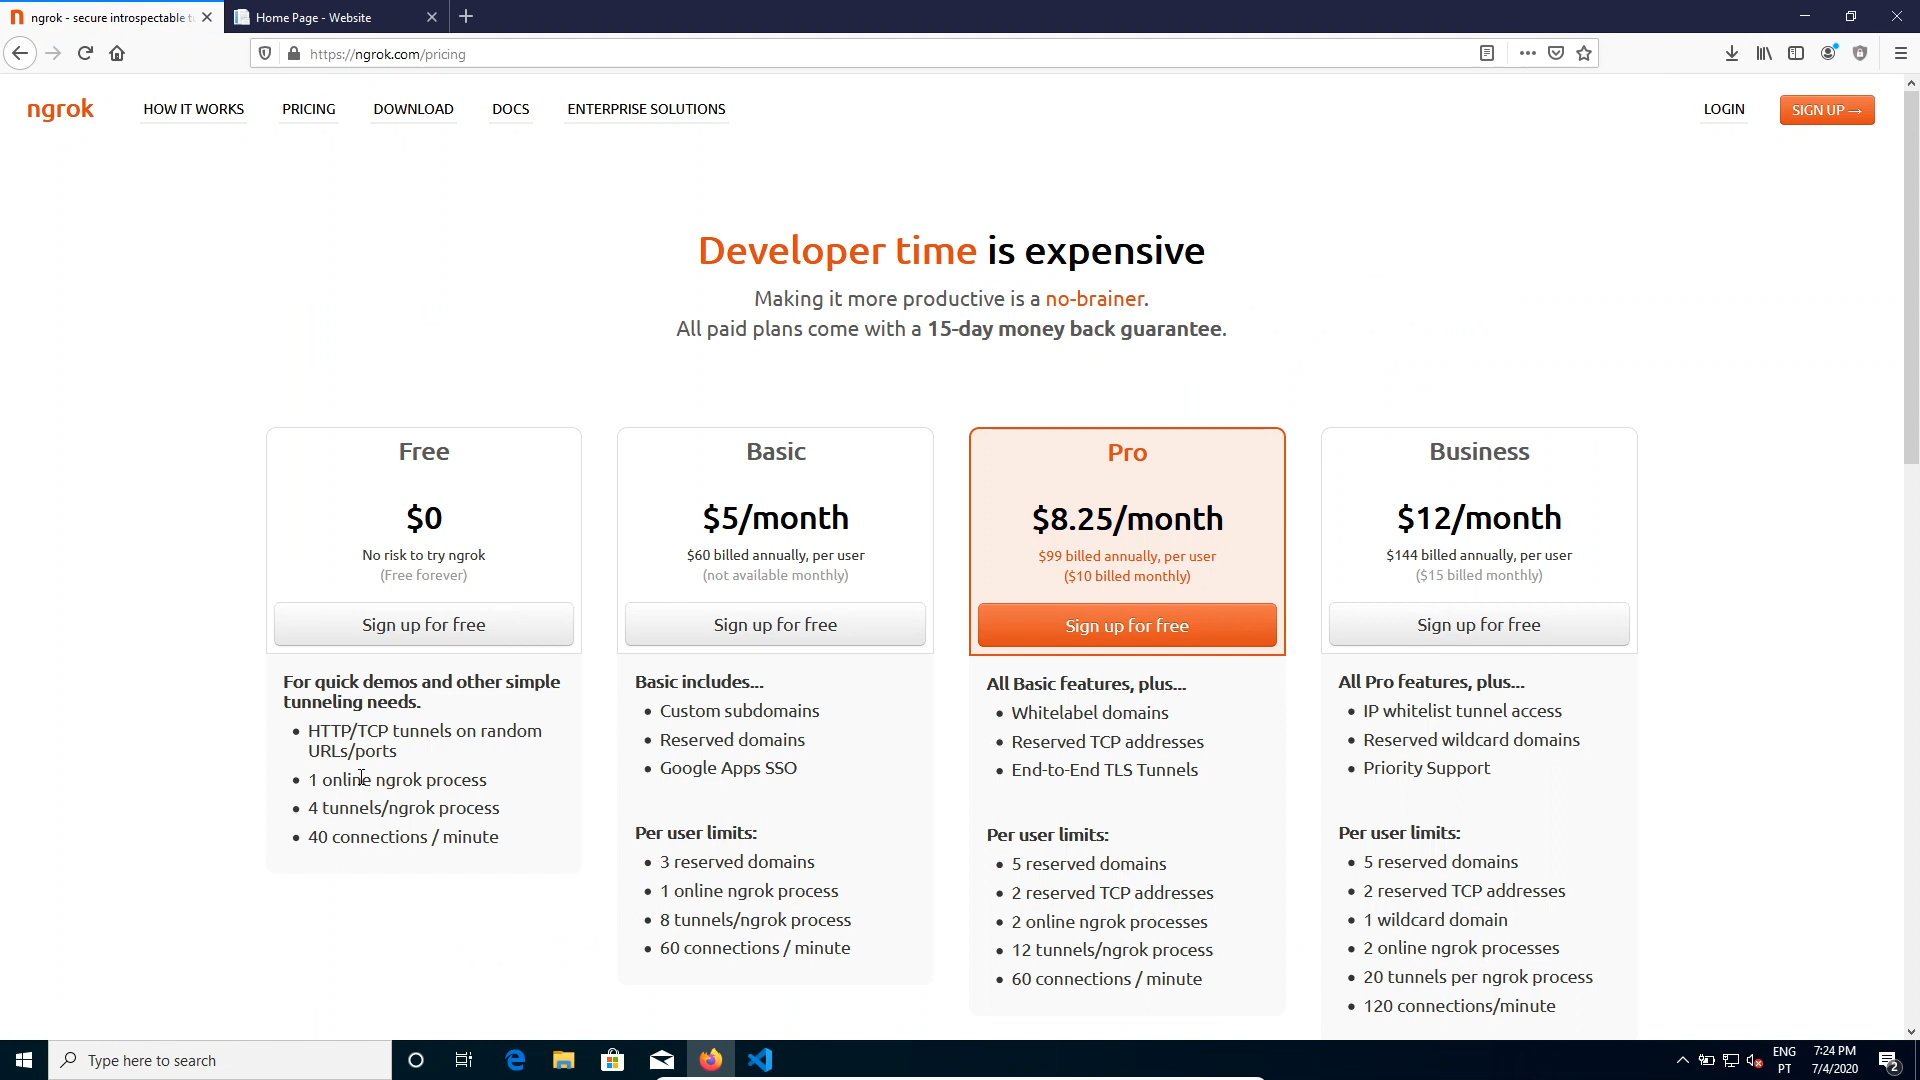 ngrok - secure introspectable t
Home Page - Website
https://ngrok.com/pricing
ngrok
HOW IT WORKS
PRICING
DOWNLOAD
DOCS
ENTERPRISE SOLUTIONS
LOGIN
SIGN UP →
Developer time is expensive
Making it more productive is a no-brainer.
All paid plans come with a 15-day money back guarantee.
Free
$0
No risk to try ngrok
(Free forever)
Sign up for free
For quick demos and other simple
tunneling needs.
• HTTP/TCP tunnels on random
URLs/ports
• 1 online ngrok process
• 4 tunnels/ngrok process
• 40 connections / minute
Basic
$5/month
$60 billed annually, per user
(not available monthly)
Sign up for free
Basic includes...
• Custom subdomains
• Reserved domains
• Google Apps SSO
Per user limits:
• 3 reserved domains
• 1 online ngrok process
• 8 tunnels/ngrok process
• 60 connections / minute
Pro
$8.25/month
$99 billed annually, per user
($10 billed monthly)
Sign up for free
All Basic features, plus...
• Whitelabel domains
• Reserved TCP addresses
• End-to-End TLS Tunnels
Per user limits:
• 5 reserved domains
• 2 reserved TCP addresses
• 2 online ngrok processes
• 12 tunnels/ngrok process
• 60 connections / minute
Business
$12/month
$144 billed annually, per user
($15 billed monthly)
Sign up for free
All Pro features, plus...
• IP whitelist tunnel access
• Reserved wildcard domains
• Priority Support
Per user limits:
• 5 reserved domains
• 2 reserved TCP addresses
• 1 wildcard domain
• 2 online ngrok processes
• 20 tunnels per ngrok process
• 120 connections/minute
Type here to search
ENG
PT
7:24 PM
7/4/2020
2